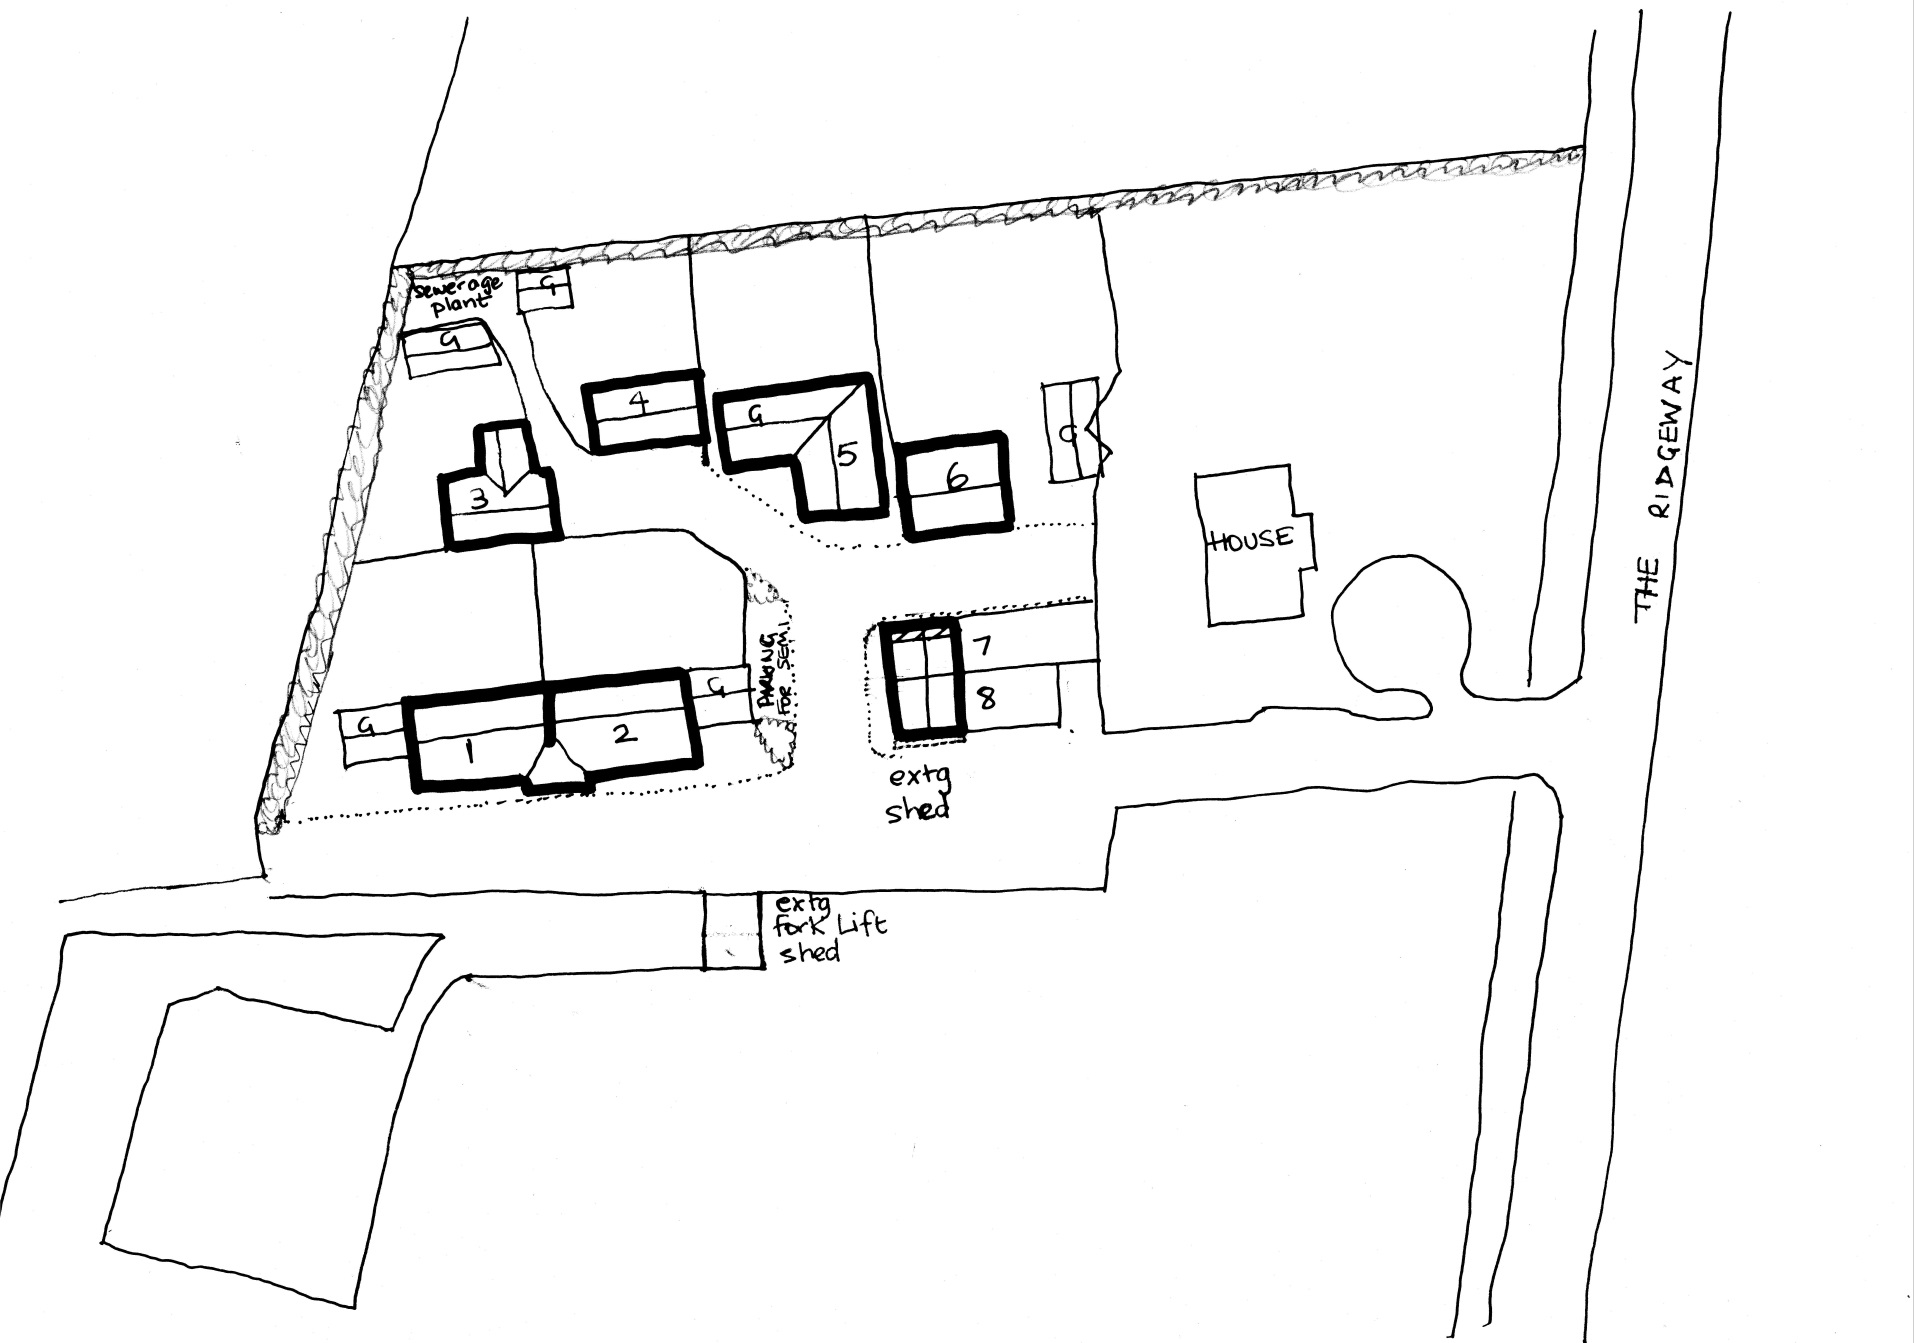 sewerage
plant
G
G
4
G
5
6
G
3
HOUSE
THE RIDGEWAY
PARKING
FOR SEMI.
7
8
G
1
2
G
extg
shed
extg
fork Lift
shed